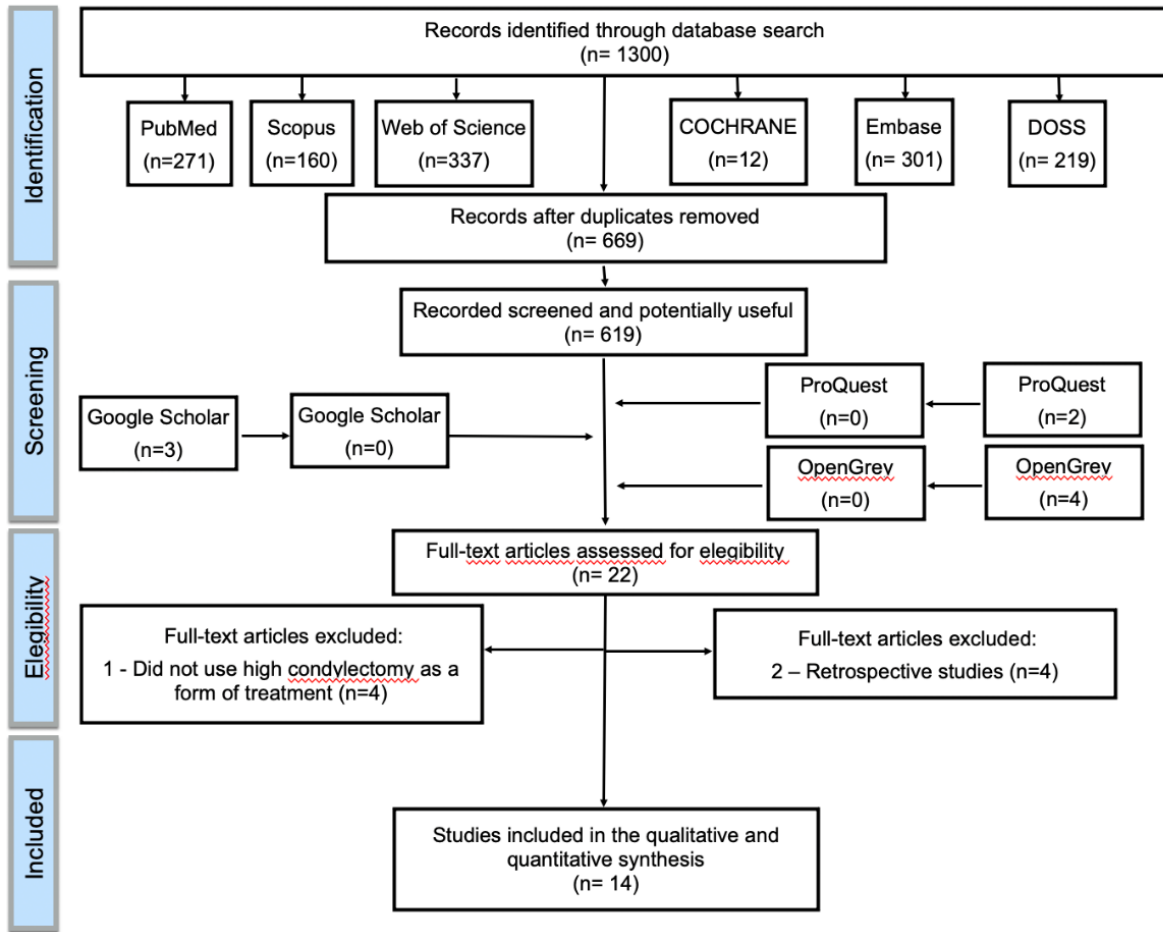 Identification
Records identified through database search
(n= 1300)
PubMed
(n=271)
Scopus
(n=160)
Web of Science
(n=337)
COCHRANE
(n=12)
Embase
(n= 301)
DOSS
(n= 219)
Records after duplicates removed
(n= 669)
Screening
Recorded screened and potentially useful
(n= 619)
Google Scholar
(n=3)
Google Scholar
(n=0)
ProQuest
(n=0)
ProQuest
(n=2)
OpenGrev
(n=0)
OpenGrev
(n=4)
Elegibility
Full-text articles assessed for elegibility
(n= 22)
Full-text articles excluded:
1 - Did not use high condylectomy as a
form of treatment (n=4)
Full-text articles excluded:
2 – Retrospective studies (n=4)
Included
Studies included in the qualitative and
quantitative synthesis
(n= 14)